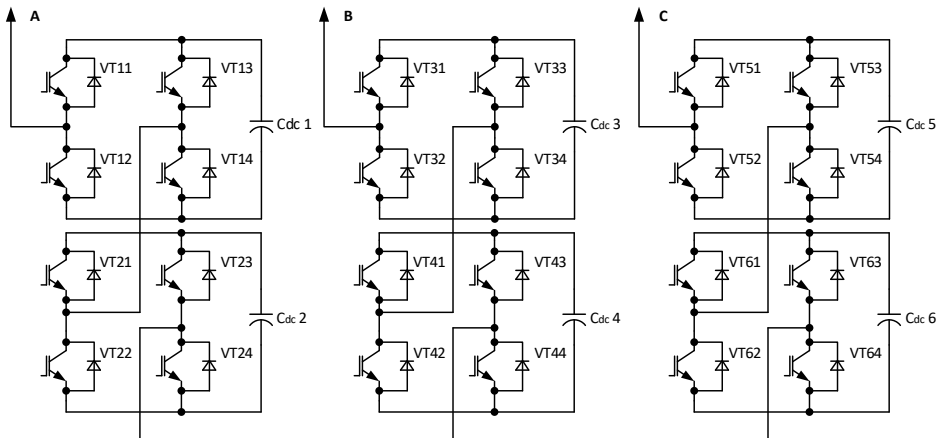 A
B
C
VT11
VT13
Cdc 1
VT12
VT14
VT21
VT23
Cdc 2
VT22
VT24
VT31
VT33
Cdc 3
VT32
VT34
VT41
VT43
Cdc 4
VT42
VT44
VT51
VT53
Cdc 5
VT52
VT54
VT61
VT63
Cdc 6
VT62
VT64